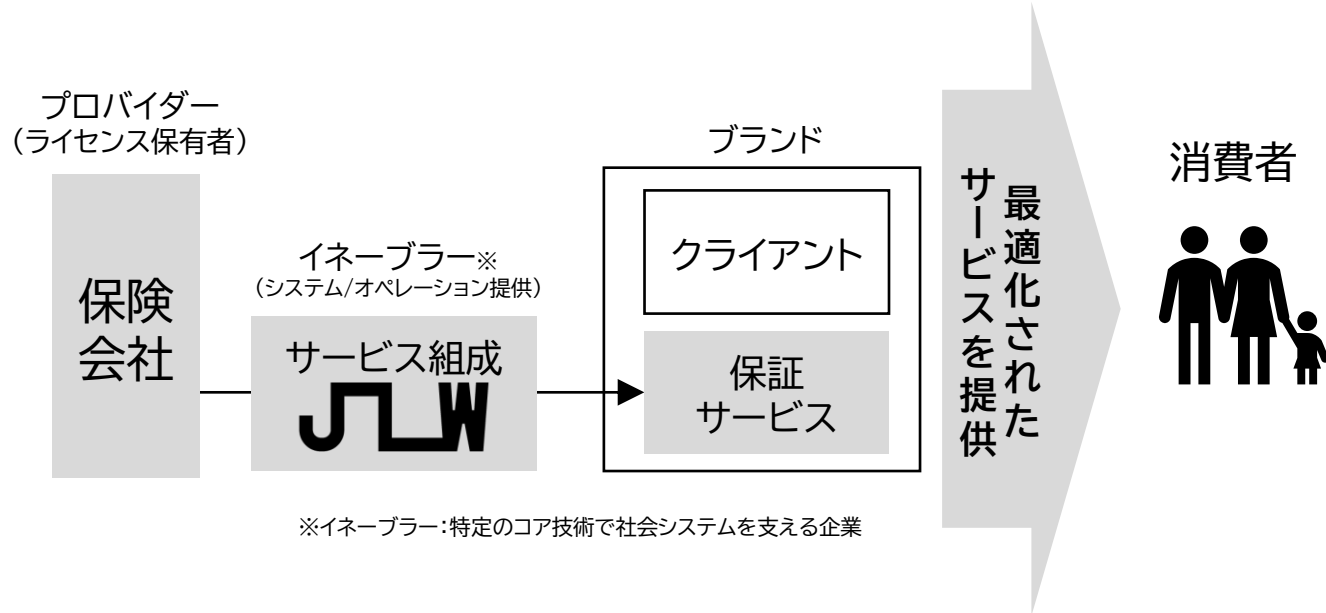 プロバイダー
（ライセンス保有者）
保険
会社
イネーブラー※
（システム/オペレーション提供）
サービス組成
JLW
ブランド
クライアント
保証
サービス
最適化された
サービスを提供
消費者
※イネーブラー：特定のコア技術で社会システムを支える企業